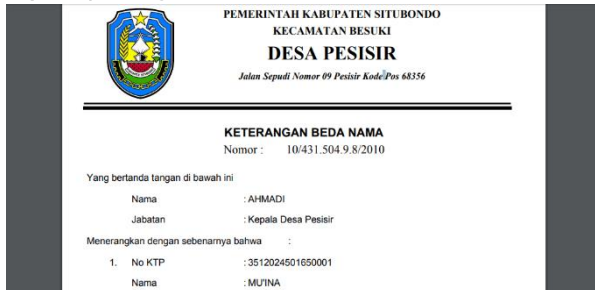 PEMERINTAH KABUPATEN SITUBONDO
KECAMATAN BESUKI
DESA PESISIR
Jalan Sepudi Nomor 09 Pesisir Kode Pos 68356
KETERANGAN BEDA NAMA
Nomor : 10/431.504.9.8/2010
Yang bertanda tangan di bawah ini
Nama : AHMADI
Jabatan : Kepala Desa Pesisir
Menerangkan dengan sebenarnya bahwa :
1. No KTP : 3512024501650001
Nama : MU'INA